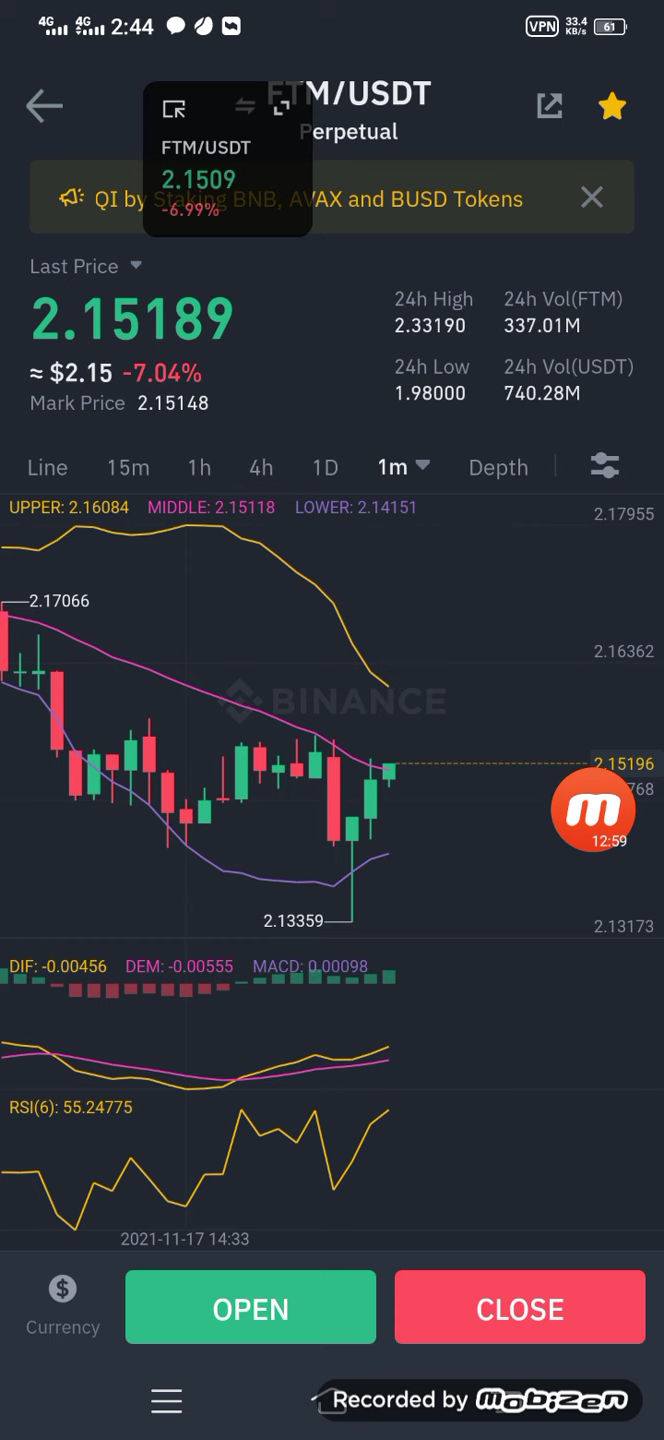 4G 4G 2:44 VPN 33.4 KB/s 61
FTM/USDT
Perpetual
FTM/USDT
2.1509
-6.99%
QI by Staking BNB, AVAX and BUSD Tokens
Last Price
2.15189
≈ $2.15 -7.04%
Mark Price 2.15148
24h High 24h Vol(FTM)
2.33190 337.01M
24h Low 24h Vol(USDT)
1.98000 740.28M
Line 15m 1h 4h 1D 1m Depth
UPPER: 2.16084 MIDDLE: 2.15118 LOWER: 2.14151
2.17955
2.17066
2.16362
BINANCE
2.15196
768
m
12:59
2.13359
2.13173
DIF: -0.00456 DEM: -0.00555 MACD: 0.00098
RSI(6): 55.24775
2021-11-17 14:33
$
Currency
OPEN
CLOSE
Recorded by mobizen